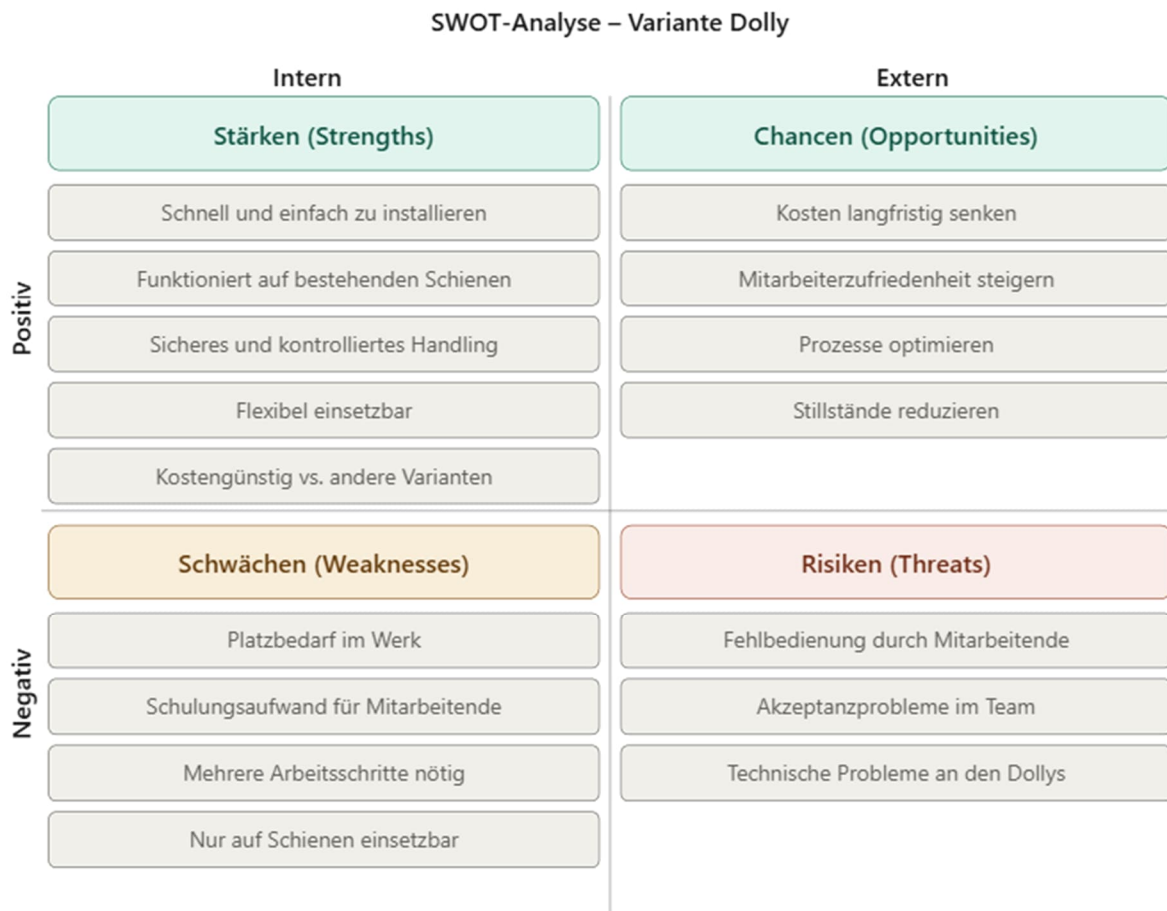 SWOT-Analyse – Variante Dolly
Intern
Extern
Positiv
Stärken (Strengths)
Schnell und einfach zu installieren
Funktioniert auf bestehenden Schienen
Sicheres und kontrolliertes Handling
Flexibel einsetzbar
Kostengünstig vs. andere Varianten
Chancen (Opportunities)
Kosten langfristig senken
Mitarbeiterzufriedenheit steigern
Prozesse optimieren
Stillstände reduzieren
Negativ
Schwächen (Weaknesses)
Platzbedarf im Werk
Schulungsaufwand für Mitarbeitende
Mehrere Arbeitsschritte nötig
Nur auf Schienen einsetzbar
Risiken (Threats)
Fehlbedienung durch Mitarbeitende
Akzeptanzprobleme im Team
Technische Probleme an den Dollys